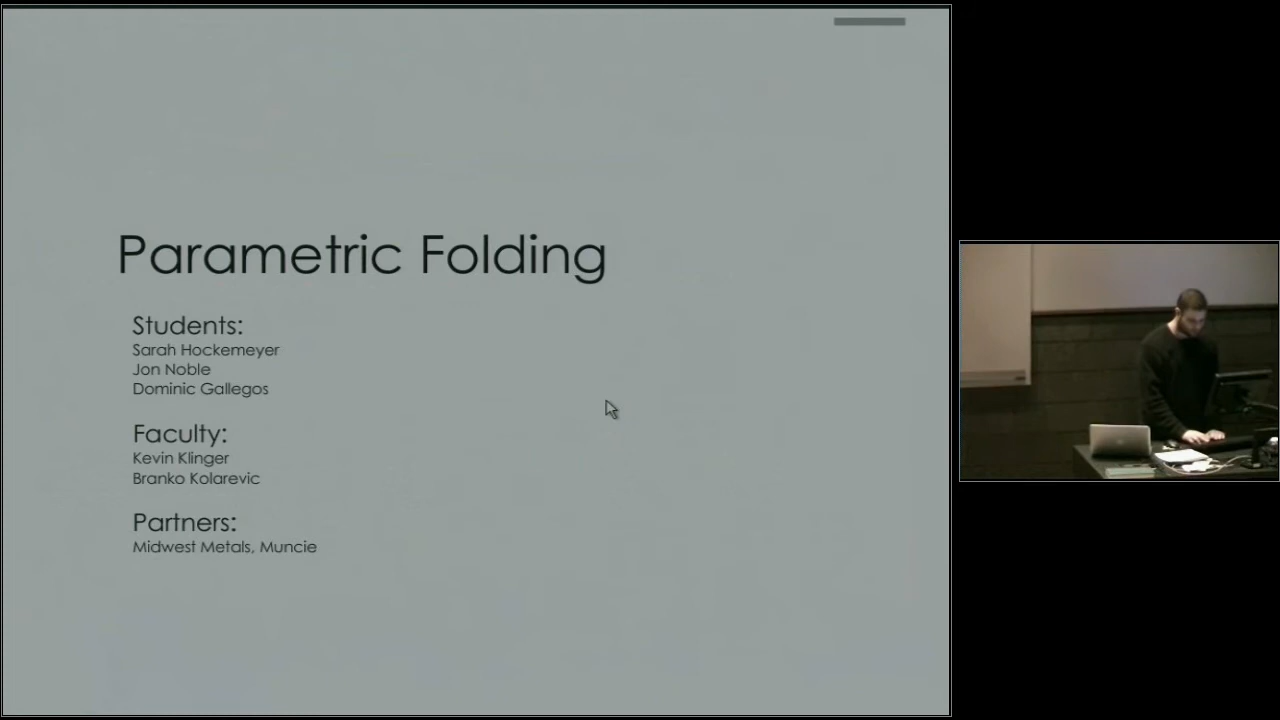 Parametric Folding
Students:
Sarah Hockemeyer
Jon Noble
Dominic Gallegos
Faculty:
Kevin Klinger
Branko Kolarevic
Partners:
Midwest Metals, Muncie